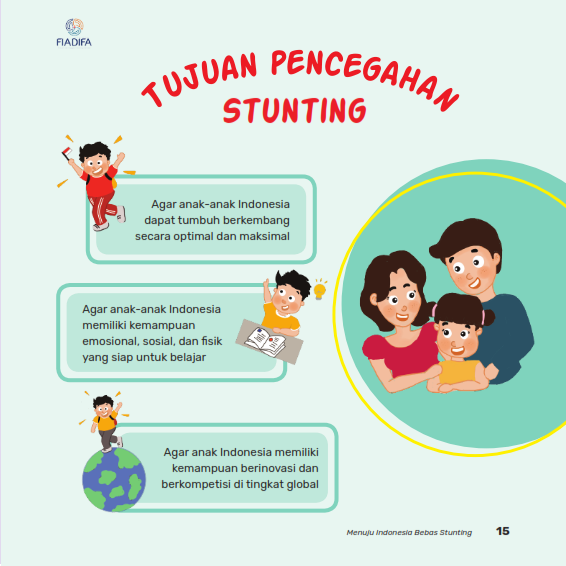 FIADIFA
TUJUAN PENCEGAHAN
STUNTING
Agar anak-anak Indonesia
dapat tumbuh berkembang
secara optimal dan maksimal
Agar anak-anak Indonesia
memiliki kemampuan
emosional, sosial, dan fisik
yang siap untuk belajar
Agar anak Indonesia memiliki
kemampuan berinovasi dan
berkompetisi di tingkat global
Menuju Indonesia Bebas Stunting 15